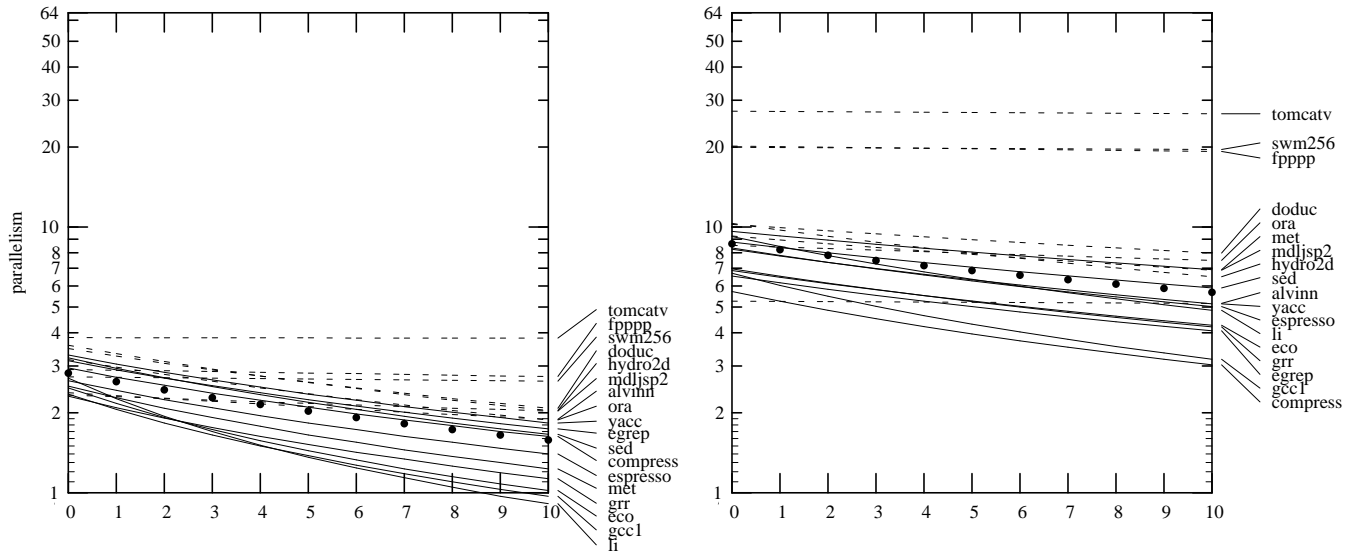 64
50
40
30
20
10
8
7
6
5
4
3
2
1
0 1 2 3 4 5 6 7 8 9 10
parallelism
tomcatv
fpppp
swm256
doduc
hydro2d
mdljsp2
alvinn
ora
yacc
egrep
sed
compress
espresso
met
grr
eco
gcc1
li
64
50
40
30
20
10
8
7
6
5
4
3
2
1
0 1 2 3 4 5 6 7 8 9 10
tomcatv
swm256
fpppp
doduc
ora
met
mdljsp2
hydro2d
sed
alvinn
yacc
espresso
li
eco
grr
egrep
gcc1
compress